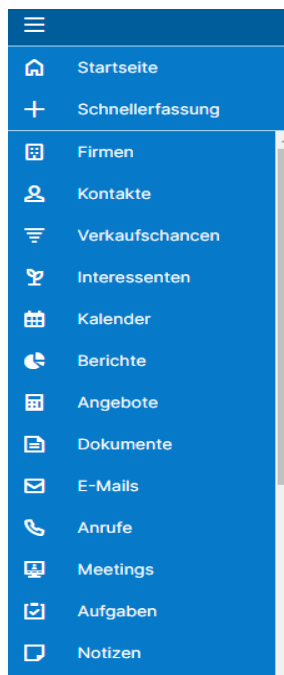 Startseite
Schnellerfassung
Firmen
Kontakte
Verkaufschancen
Interessenten
Kalender
Berichte
Angebote
Dokumente
E-Mails
Anrufe
Meetings
Aufgaben
Notizen